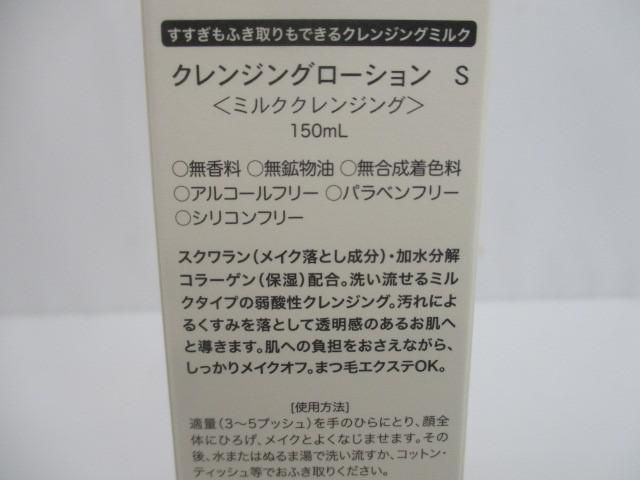 すすぎもふき取りもできるクレンジングミルク
クレンジングローション S
＜ミルククレンジング＞
150mL
○無香料 ○無鉱物油 ○無合成着色料
○アルコールフリー ○パラベンフリー
○シリコンフリー
スクワラン（メイク落とし成分）・加水分解
コラーゲン（保湿）配合。洗い流せるミル
クタイプの弱酸性クレンジング。汚れによ
るくすみを落として透明感のあるお肌へ
と導きます。肌への負担をおさえながら、
しっかりメイクオフ。まつ毛エクステOK。
[使用方法]
適量（3〜5プッシュ）を手のひらにとり、顔全
体にひろげ、メイクとよくなじませます。その
後、水またはぬるま湯で洗い流すか、コットン・
ティッシュ等でおふき取りください。